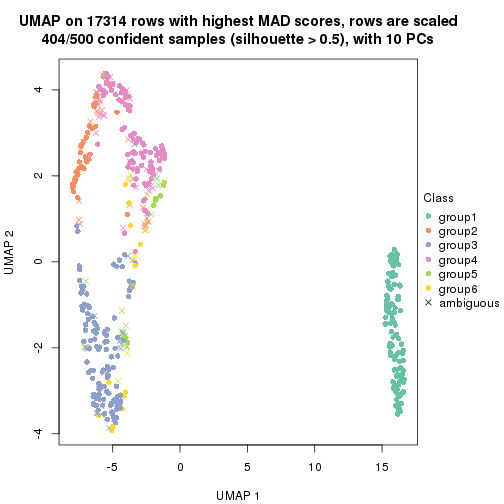 UMAP on 17314 rows with highest MAD scores, rows are scaled
404/500 confident samples (silhouette > 0.5), with 10 PCs
4
2
0
-2
-4
UMAP 2
-5
0
5
10
15
UMAP 1
Class
group1
group2
group3
group4
group5
group6
ambiguous